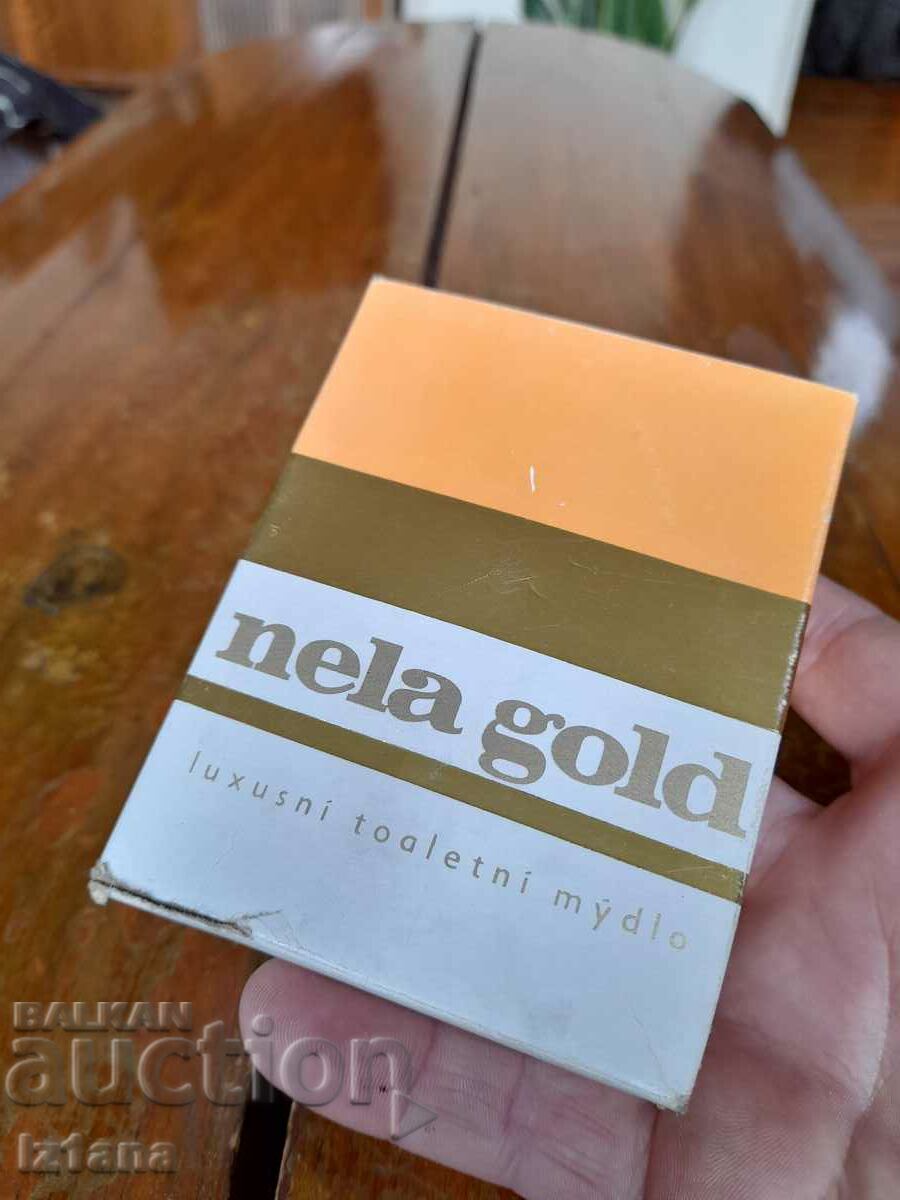 nela gold
luxusní toaletní mýdlo
BALKAN
auction
Iztana